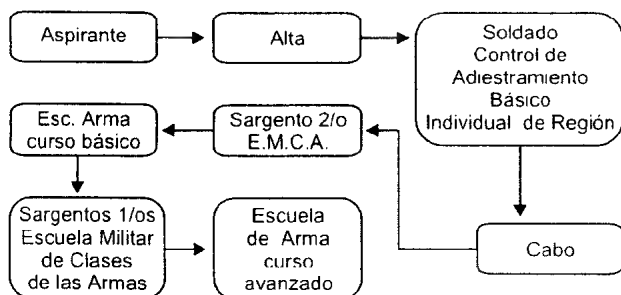 Aspirante
Alta
Soldado
Control de
Adiestramiento
Básico
Individual de Región
Esc. Arma
curso básico
Sargento 2/o
E.M.C.A.
Sargentos 1/os
Escuela Militar
de Clases
de las Armas
Escuela
de Arma
curso
avanzado
Cabo